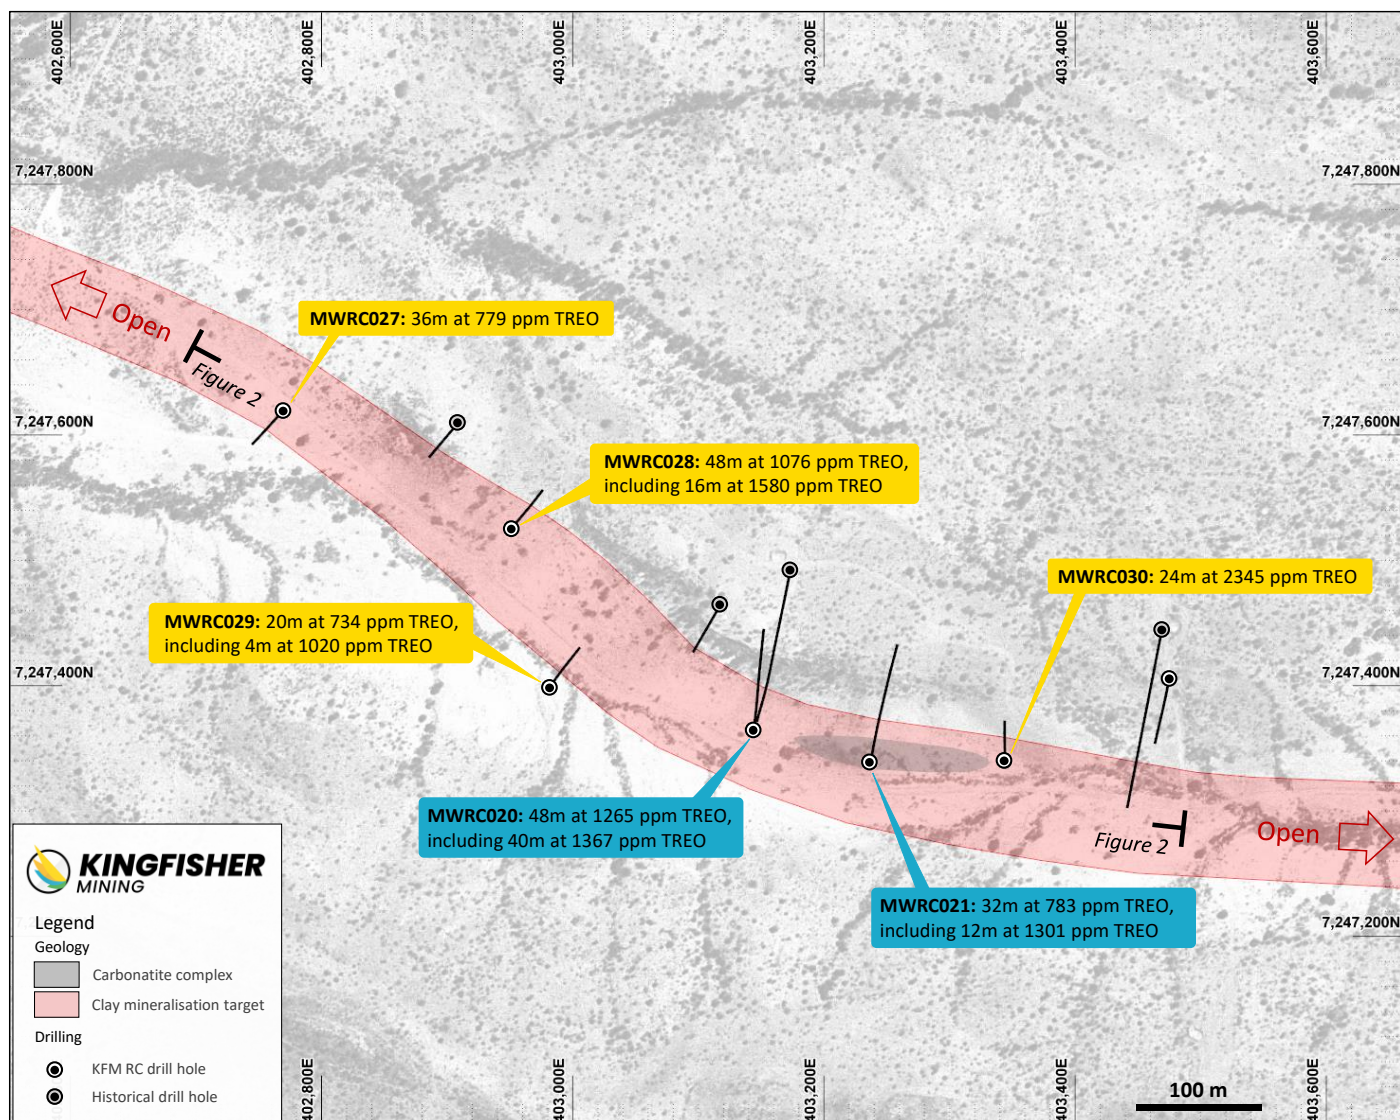 402,600E
402,800E
403,000E
403,200E
403,400E
403,600E
7,247,800N
7,247,800N
Open
MWRC027: 36m at 779 ppm TREO
Figure 2
7,247,600N
7,247,600N
MWRC028: 48m at 1076 ppm TREO,
including 16m at 1580 ppm TREO
MWRC030: 24m at 2345 ppm TREO
MWRC029: 20m at 734 ppm TREO,
including 4m at 1020 ppm TREO
7,247,400N
7,247,400N
MWRC020: 48m at 1265 ppm TREO,
including 40m at 1367 ppm TREO
Figure 2
Open
MWRC021: 32m at 783 ppm TREO,
including 12m at 1301 ppm TREO
7,247,200N
KINGFISHER
MINING
Legend
Geology
Carbonatite complex
Clay mineralisation target
Drilling
KFM RC drill hole
Historical drill hole
402,800E
403,000E
403,200E
403,400E
403,600E
100 m